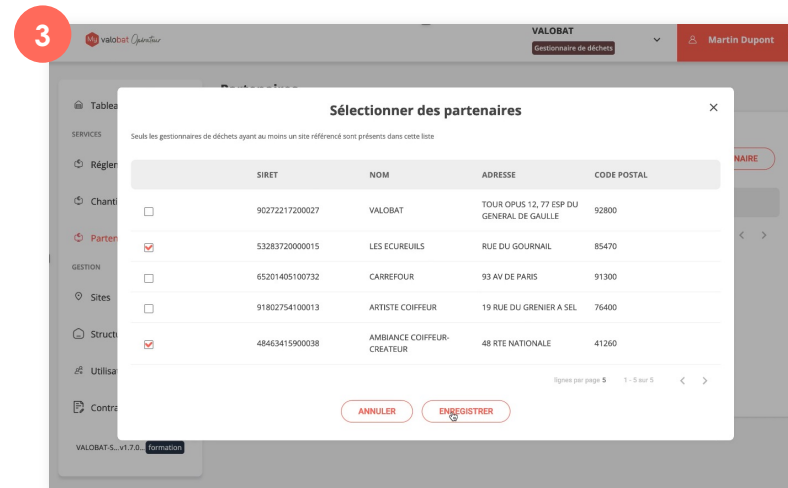 3
My valobat Opérateur
VALOBAT
Gestionnaire de déchets
Martin Dupont
Tablea
SERVICES
Réglem
Chanti
Parten
GESTION
Sites
Structu
Utilisa
Contra
VALOBAT-S...v1.7.0... formation
NAIRE
Sélectionner des partenaires
Seuls les gestionnaires de déchets ayant au moins un site référencé sont présents dans cette liste
SIRET NOM ADRESSE CODE POSTAL
90272217200027 VALOBAT TOUR OPUS 12, 77 ESP DU GENERAL DE GAULLE 92800
53283720000015 LES ECUREUILS RUE DU GOURNAIL 85470
65201405100732 CARREFOUR 93 AV DE PARIS 91300
91802754100013 ARTISTE COIFFEUR 19 RUE DU GRENIER A SEL 76400
48463415900038 AMBIANCE COIFFEUR-CREATEUR 48 RTE NATIONALE 41260
lignes par page 5 1 - 5 sur 5
ANNULER ENREGISTRER